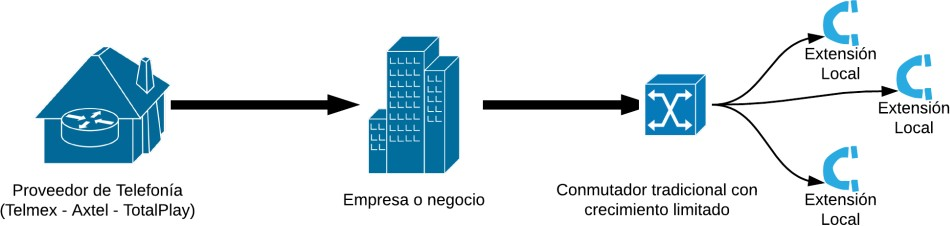 Proveedor de Telefonía
(Telmex - Axtel - TotalPlay)
Empresa o negocio
Conmutador tradicional con
crecimiento limitado
Extensión
Local
Extensión
Local
Extensión
Local